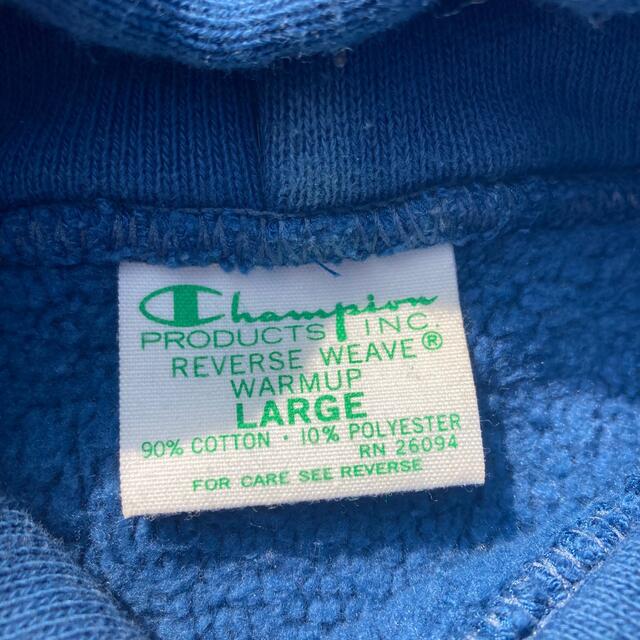 Champion
PRODUCTS INC.
REVERSE WEAVE®
WARMUP
LARGE
90% COTTON · 10% POLYESTER
RN 26094
FOR CARE SEE REVERSE